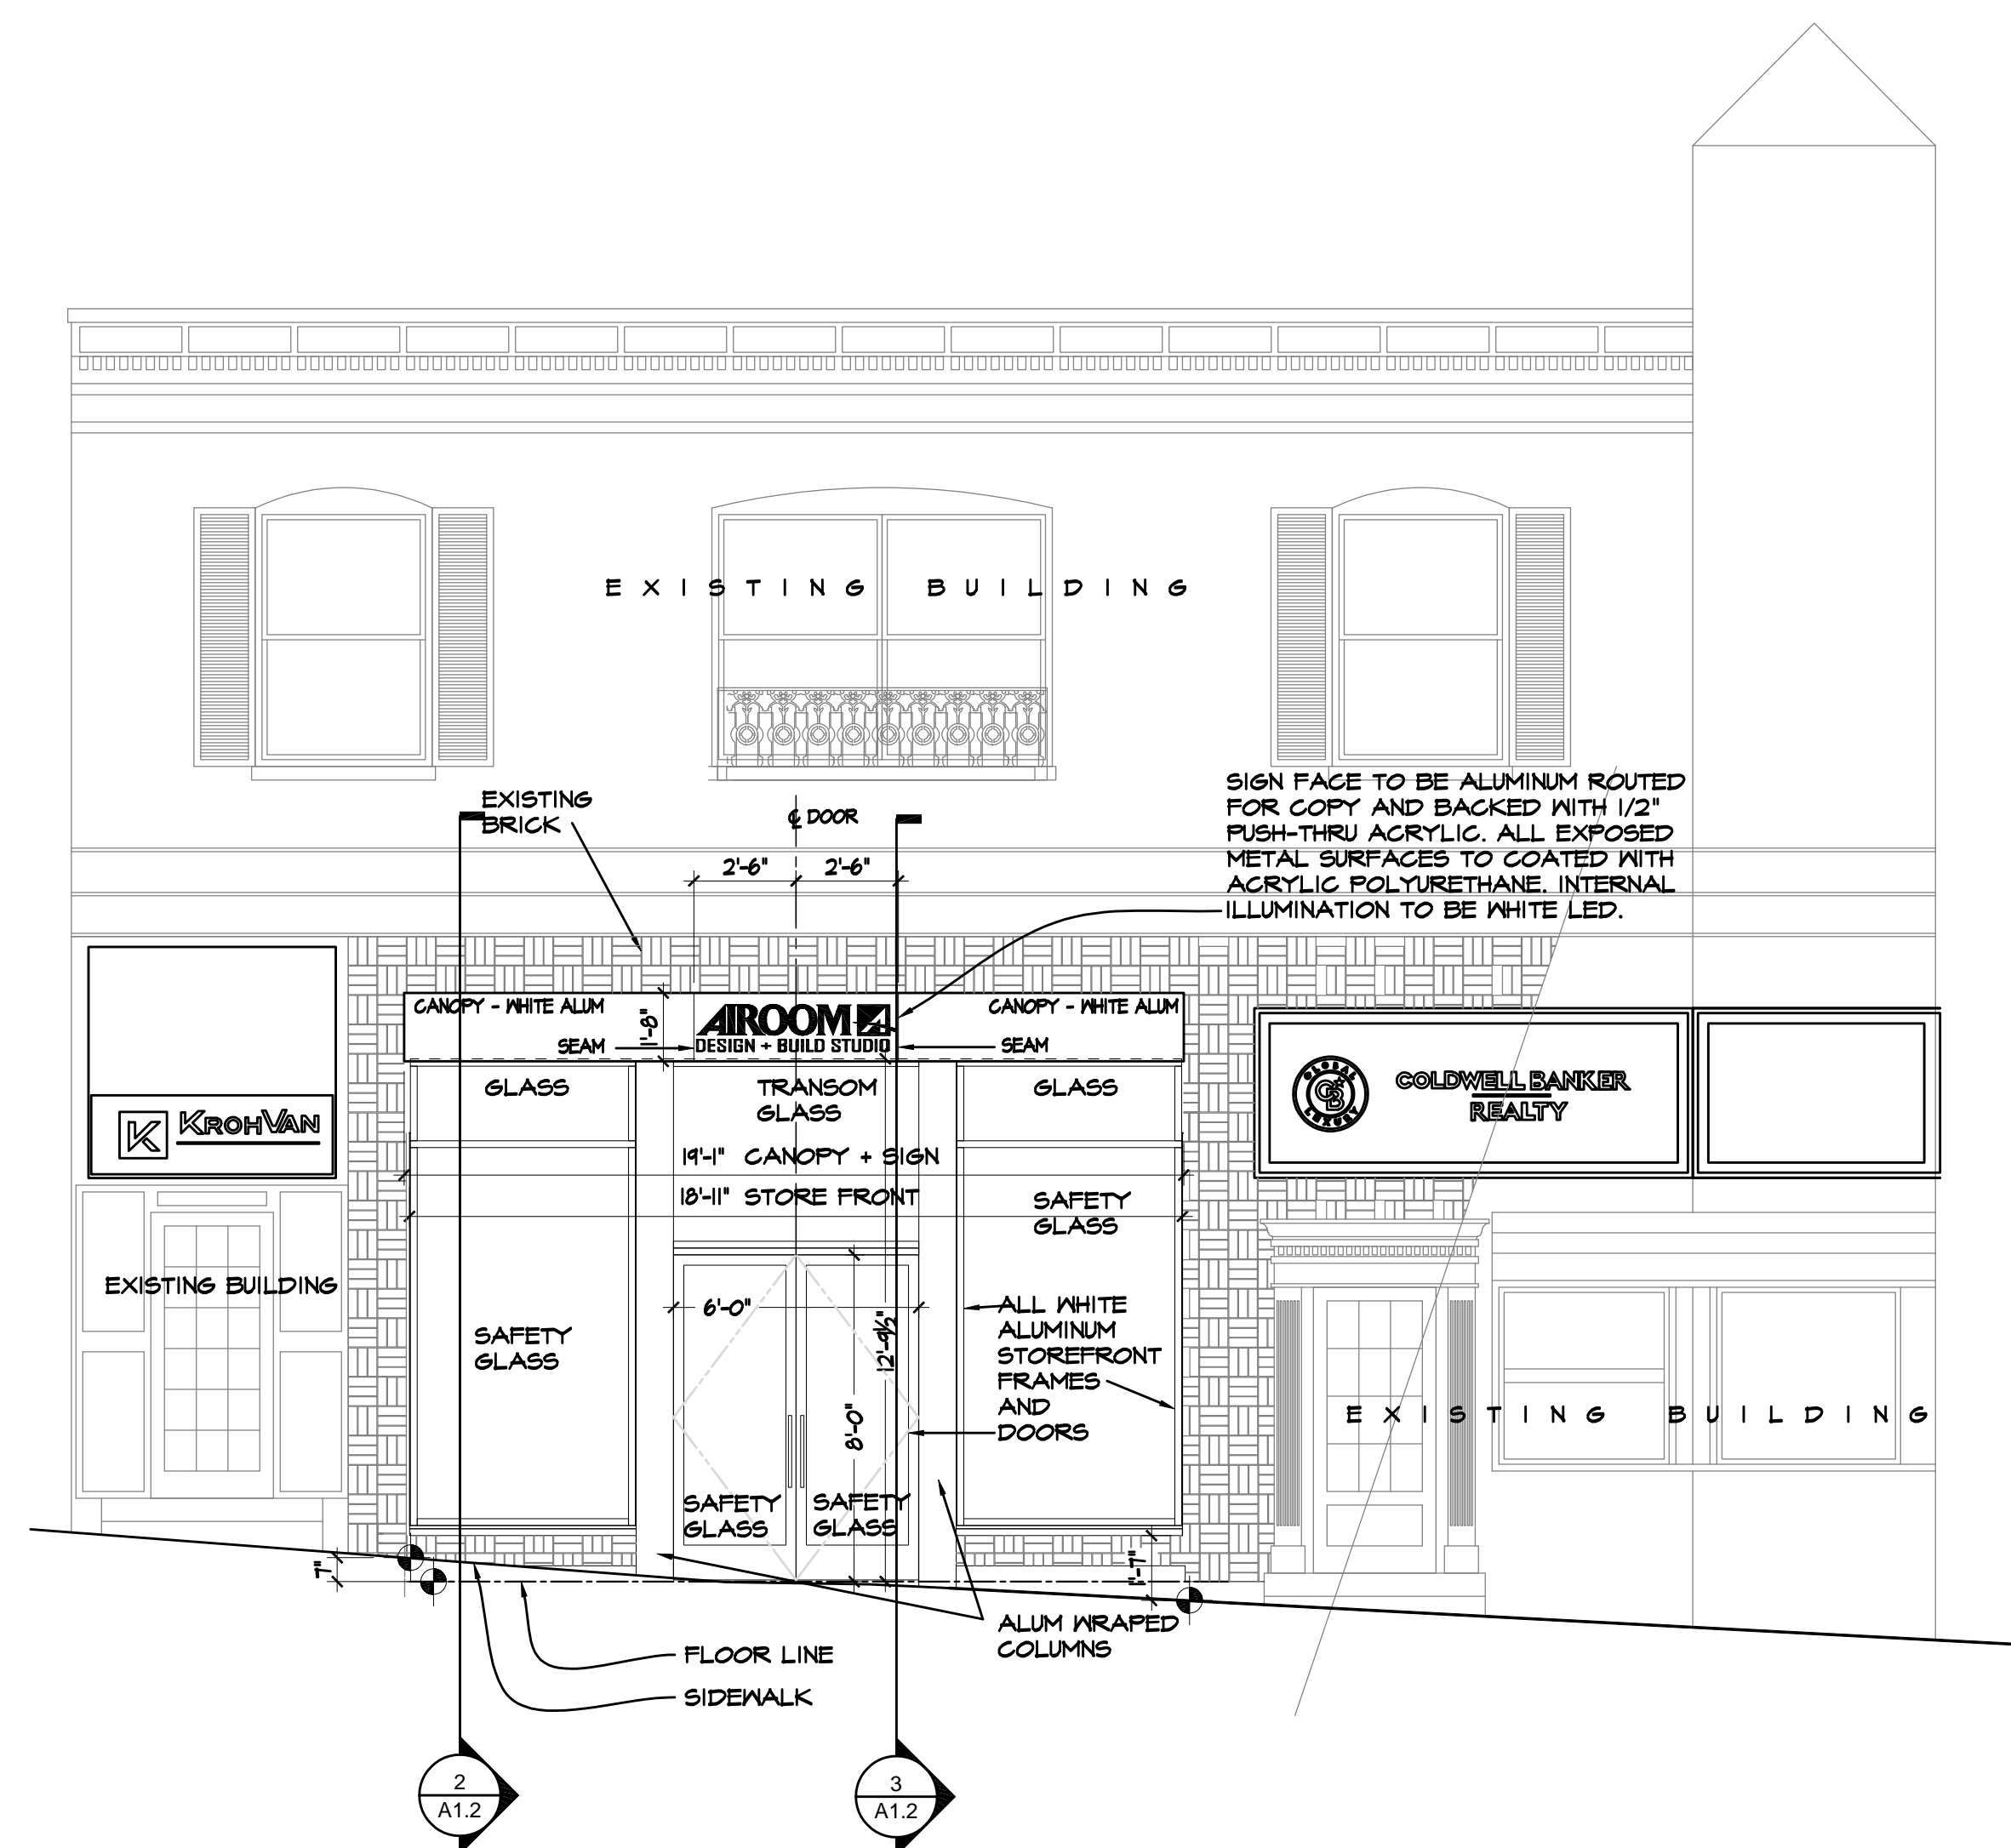 EXISTING BUILDING
SIGN FACE TO BE ALUMINUM ROUTED
FOR COPY AND BACKED WITH 1/2"
PUSH-THRU ACRYLIC. ALL EXPOSED
METAL SURFACES TO COATED WITH
ACRYLIC POLYURETHANE. INTERNAL
ILLUMINATION TO BE WHITE LED.
EXISTING
BRICK
℄ DOOR
2'-6" 2'-6"
CANOPY - WHITE ALUM
1'-8"
AIROOM
DESIGN + BUILD STUDIO
CANOPY - WHITE ALUM
SEAM
SEAM
GLASS
TRANSOM
GLASS
GLASS
GLOBAL
CB
LUXURY
COLDWELL BANKER
REALTY
K KROHVAN
19'-1" CANOPY + SIGN
18'-11" STORE FRONT
SAFETY
GLASS
EXISTING BUILDING
6'-0"
12'-9½"
8'-0"
SAFETY
GLASS
ALL WHITE
ALUMINUM
STOREFRONT
FRAMES
AND
DOORS
EXISTING BUILDING
SAFETY
GLASS
SAFETY
GLASS
7"
1'-7"
ALUM WRAPED
COLUMNS
FLOOR LINE
SIDEWALK
2
A1.2
3
A1.2